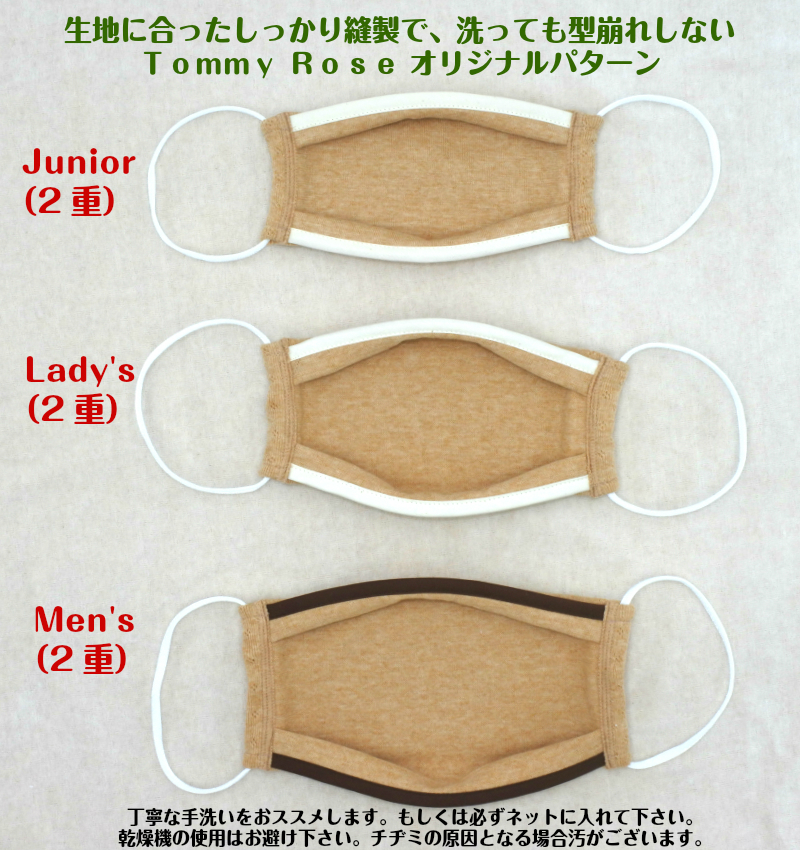 生地に合ったしっかり縫製で、洗っても型崩れしない
Tommy Rose オリジナルパターン
Junior
(2重)
Lady's
(2重)
Men's
(2重)
丁寧な手洗いをおススメします。もしくは必ずネットに入れて下さい。
乾燥機の使用はお避け下さい。チヂミの原因となる場合汚がございます。